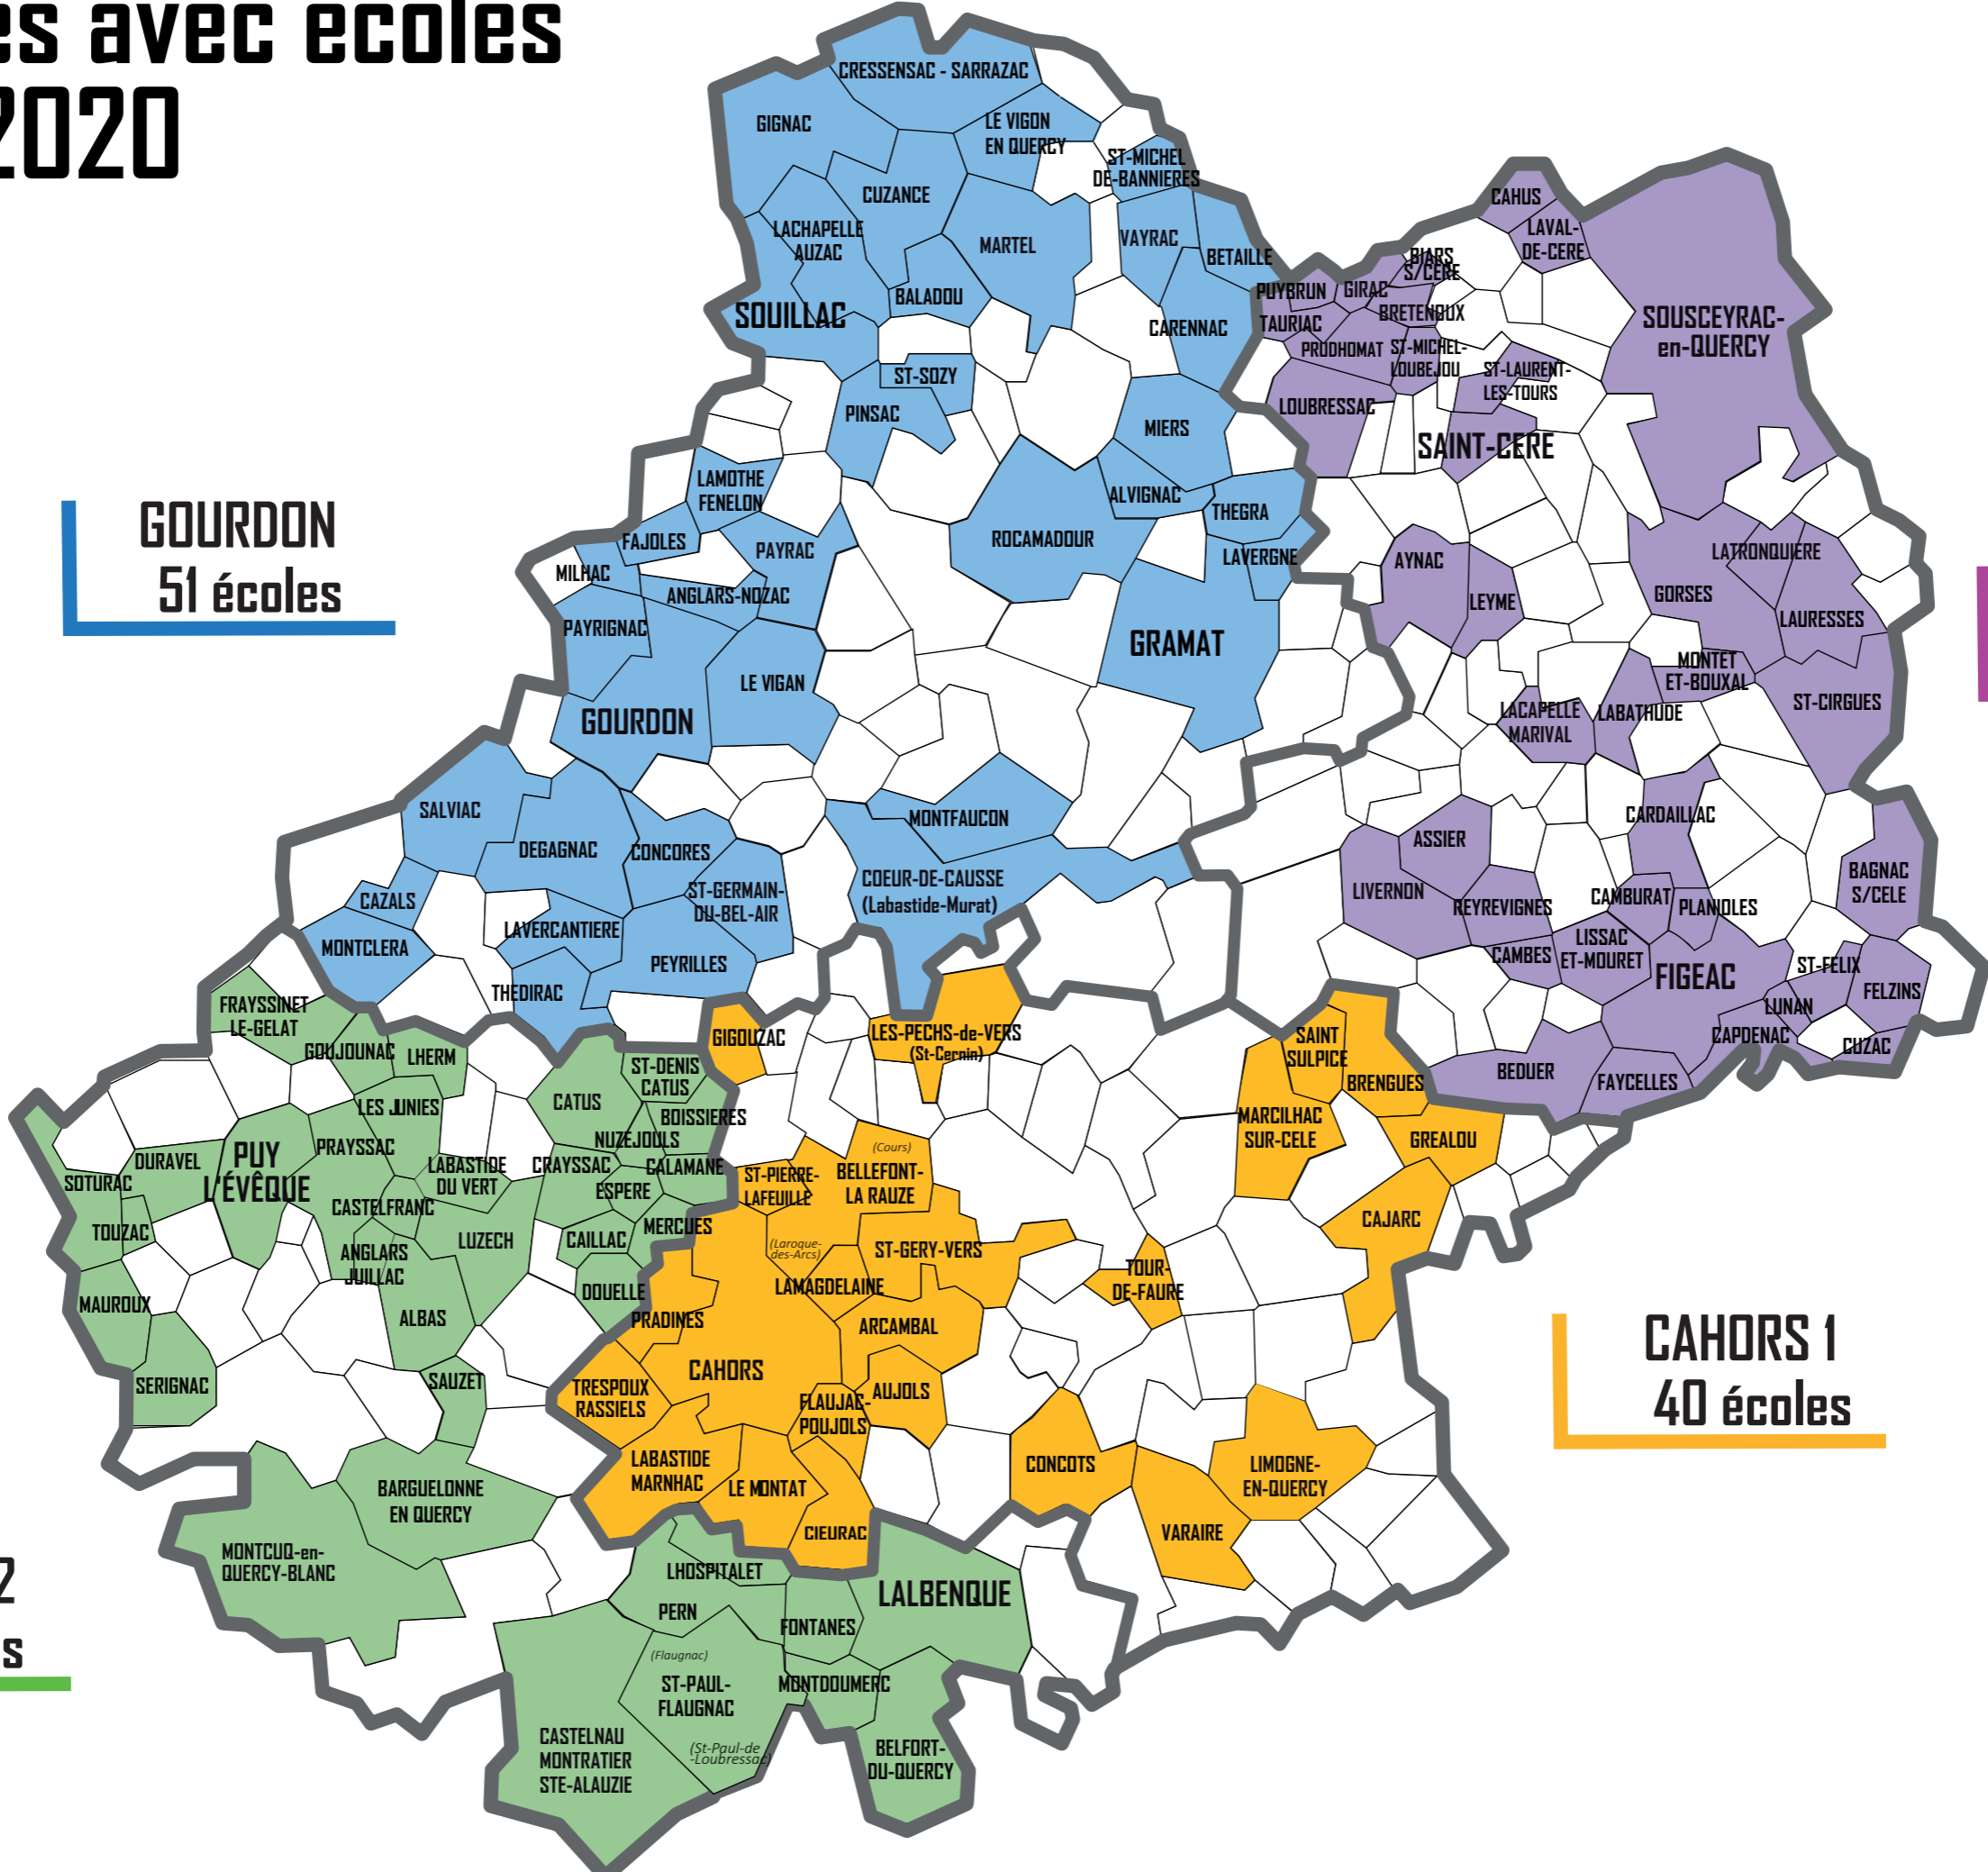 es avec ecoles
2020
GOURDON
51 écoles
CAHORS 1
40 écoles
2
s
CRESSENSAC - SARRAZAC
GIGNAC
LE VIGON
EN QUERCY
ST-MICHEL
DE-BANNIERES
CUZANCE
LACHAPELLE
AUZAC
MARTEL
VAYRAC
BETAILLE
BALADOU
SOUILLAC
CARENNAC
ST-SOZY
PINSAC
MIERS
LAMOTHE
FENELON
ALVIGNAC
THEGRA
ROCAMADOUR
LAVERGNE
FAJOLES
PAYRAC
MILHAC
ANGLARS-NOZAC
PAYRIGNAC
GRAMAT
LE VIGAN
GOURDON
SALVIAC
DEGAGNAC
CONCORES
MONTFAUCON
COEUR-DE-CAUSSE
(Labastide-Murat)
ST-GERMAIN-
DU-BEL-AIR
CAZALS
LAVERCANTIERE
MONTCLERA
PEYRILLES
THEDIRAC
CAHUS
LAVAL-
DE-CERE
BIARS
S/CERE
PUYBRUN
GIRAC
BRETENOUX
TAURIAC
PRUDHOMAT
ST-MICHEL-
LOUBEJOU
ST-LAURENT-
LES-TOURS
SOUSCEYRAC-
en-QUERCY
LOUBRESSAC
SAINT-CERE
AYNAC
LEYME
LATRONQUIERE
GORSES
LAURESSES
MONTET
ET-BOUXAL
ST-CIRGUES
LACAPELLE
MARIVAL
LABATHUDE
CARDAILLAC
ASSIER
LIVERNON
REYREVIGNES
CAMBURAT
PLANIOLES
BAGNAC
S/CELE
CAMBES
LISSAC
ET-MOURET
FIGEAC
ST-FELIX
LUNAN
FELZINS
CAPDENAC
CUZAC
BEDUER
FAYCELLES
FRAYSSINET
LE-GELAT
GOUJOUNAC
LHERM
ST-DENIS
CATUS
CATUS
LES JUNIES
BOISSIERES
NUZEJOULS
PRAYSSAC
PUY
L'ÉVÊQUE
DURAVEL
SOTURAC
LABASTIDE
DU VERT
CRAYSSAC
CALAMANE
ESPERE
CASTELFRANC
TOUZAC
MERCUES
CAILLAC
LUZECH
ANGLARS
JUILLAC
DOUELLE
MAUROUX
ALBAS
SERIGNAC
SAUZET
BARGUELONNE
EN QUERCY
MONTCUQ-en-
QUERCY-BLANC
LHOSPITALET
LALBENQUE
PERN
FONTANES
(Flaugnac)
ST-PAUL-
FLAUGNAC
(St-Paul-de
-Loubressac)
MONTDOUMERC
CASTELNAU
MONTRATIER
STE-ALAUZIE
BELFORT-
DU-QUERCY
GIGOUZAC
LES-PECHS-de-VERS
(St-Cernin)
SAINT
SULPICE
BRENGUES
MARCILHAC
SUR-CELE
GREALOU
CAJARC
(Cours)
BELLEFONT-
LA RAUZE
ST-PIERRE-
LAFEUILLE
(Laroque-
des-Arcs)
ST-GERY-VERS
LAMAGDELAINE
TOUR-
DE-FAURE
PRADINES
ARCAMBAL
CAHORS
TRESPOUX
RASSIELS
FLAUJAC-
POUJOLS
AUJOLS
LABASTIDE
MARNHAC
LE MONTAT
CIEURAC
CONCOTS
LIMOGNE-
EN-QUERCY
VARAIRE